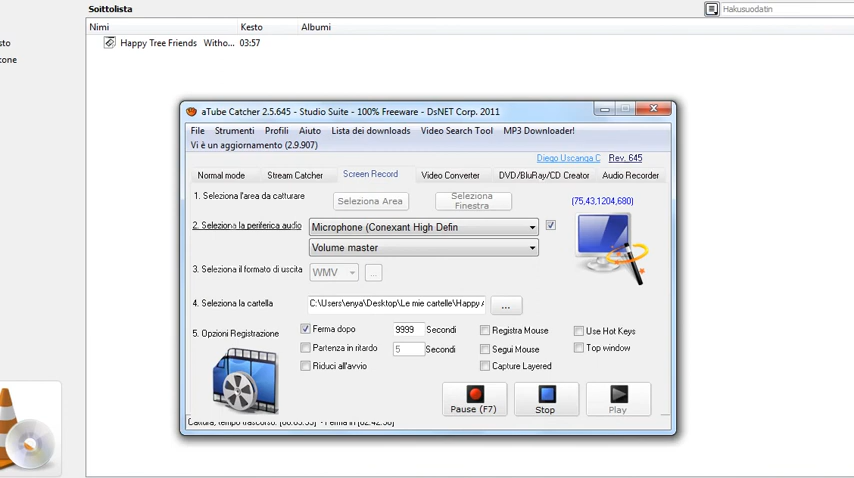 Soittolista
Hakusuodatin
Nimi Kesto Albumi
Happy Tree Friends Witho... 03:57
aTube Catcher 2.5.645 - Studio Suite - 100% Freeware - DsNET Corp. 2011
File Strumenti Profili Aiuto Lista dei downloads Video Search Tool MP3 Downloader!
Vi è un aggiornamento (2.9.907)
Diego Uscanga C Rev. 645
Normal mode Stream Catcher Screen Record Video Converter DVD/BluRay/CD Creator Audio Recorder
1. Seleziona l'area da catturare Seleziona Area Seleziona Finestra (75,43,1204,680)
2. Seleziona la periferica audio Microphone (Conexant High Defin
Volume master
3. Seleziona il formato di uscita WMV ...
4. Seleziona la cartella C:\Users\enya\Desktop\Le mie cartelle\Happy ...
5. Opzioni Registrazione Ferma dopo 9999 Secondi Registra Mouse Use Hot Keys
Partenza in ritardo 5 Secondi Segui Mouse Top window
Riduci all'avvio Capture Layered
Pause (F7) Stop Play
Cattura, tempo trascorso: